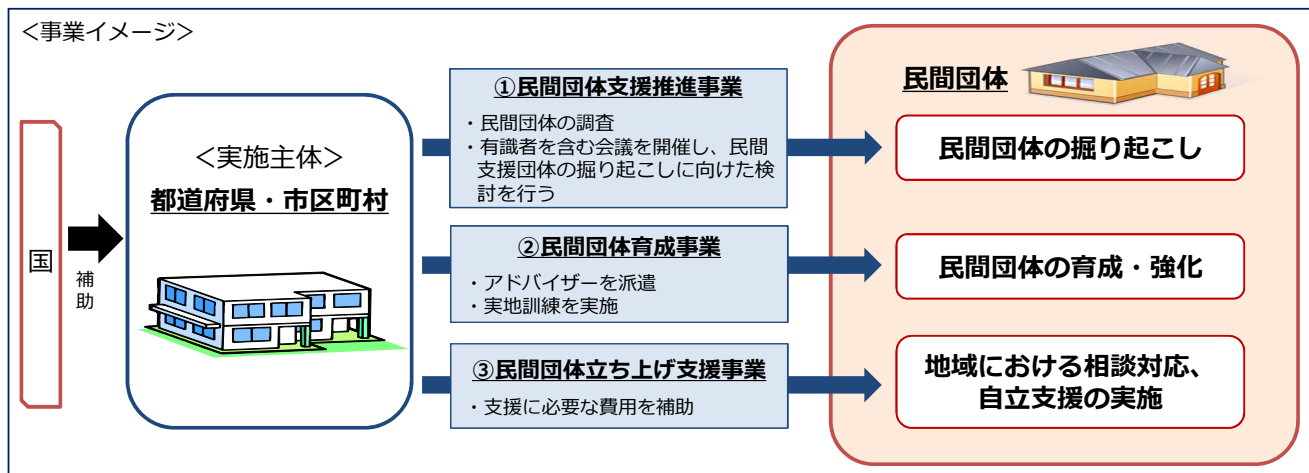 ＜事業イメージ＞
国
補助
＜実施主体＞
都道府県・市区町村
①民間団体支援推進事業
・民間団体の調査
・有識者を含む会議を開催し、民間
支援団体の掘り起こしに向けた検
討を行う
②民間団体育成事業
・アドバイザーを派遣
・実地訓練を実施
③民間団体立ち上げ支援事業
・支援に必要な費用を補助
民間団体
民間団体の掘り起こし
民間団体の育成・強化
地域における相談対応、
自立支援の実施